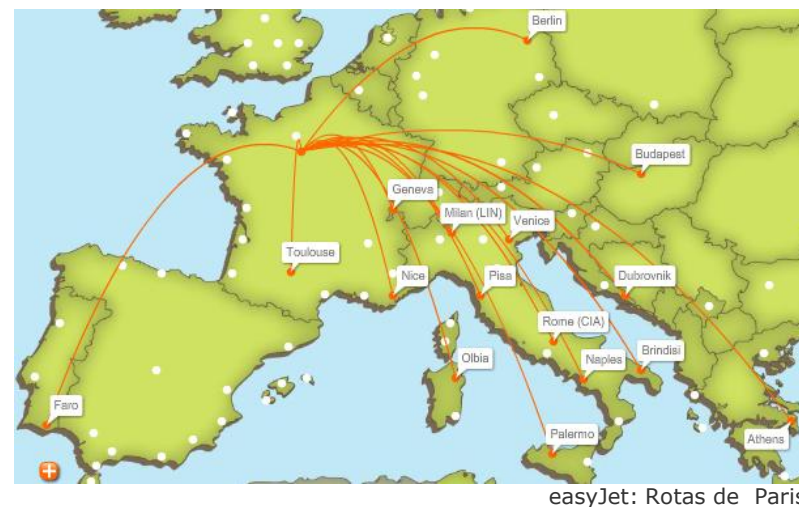 Berlin
Budapest
Geneva
Milan (LIN)
Venice
Toulouse
Nice
Pisa
Dubrovnik
Rome (CIA)
Olbia
Naples
Brindisi
Faro
Palermo
Athens
easyJet: Rotas de Paris